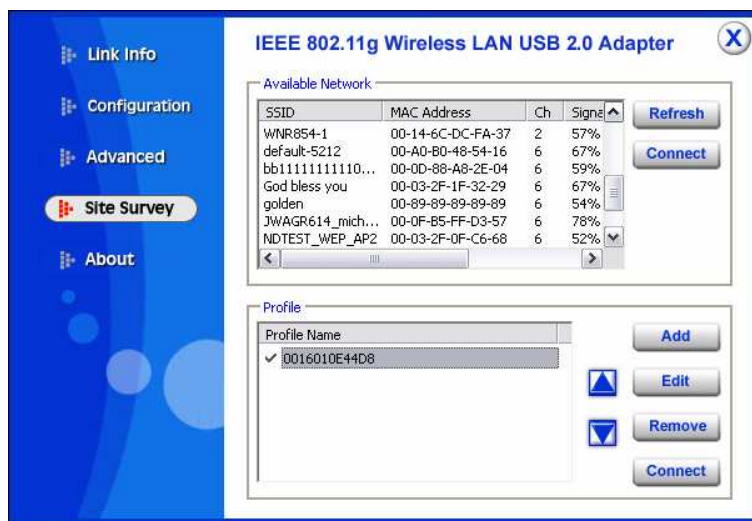 Link Info
Configuration
Advanced
Site Survey
About
IEEE 802.11g Wireless LAN USB 2.0 Adapter
X
Available Network
SSID MAC Address Ch Signa
WNR854-1 00-14-6C-DC-FA-37 2 57%
default-5212 00-A0-B0-48-54-16 6 67%
bb11111111110... 00-0D-88-A8-2E-04 6 59%
God bless you 00-03-2F-1F-32-29 6 67%
golden 00-89-89-89-89-89 6 54%
JWAGR614_mich... 00-0F-B5-FF-D3-57 6 78%
NDTEST_WEP_AP2 00-03-2F-0F-C6-68 6 52%
Refresh
Connect
Profile
Profile Name
0016010E44D8
Add
Edit
Remove
Connect